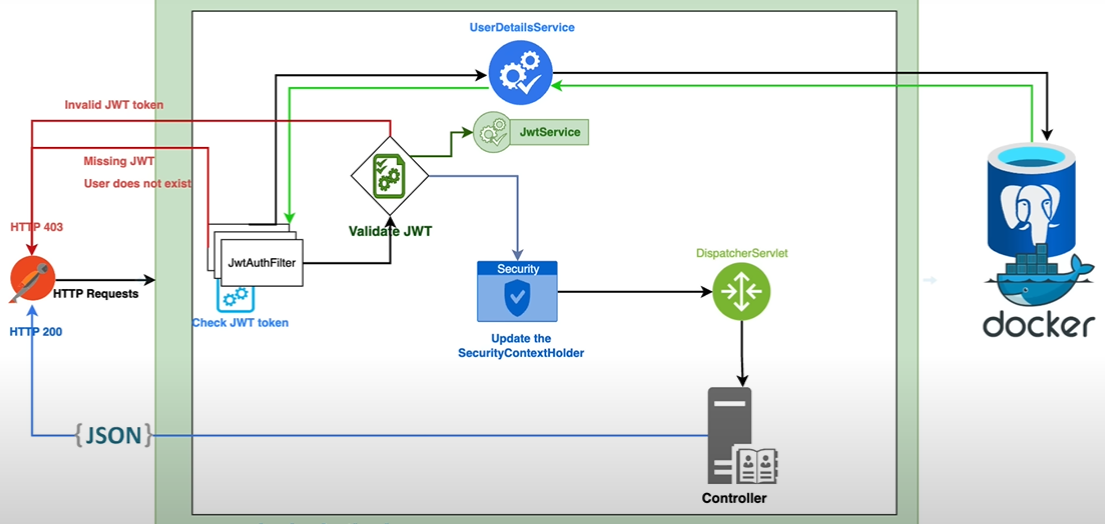 UserDetailsService
Invalid JWT token
JwtService
Missing JWT
User does not exist
Validate JWT
HTTP 403
JwtAuthFilter
DispatcherServlet
Security
HTTP Requests
Check JWT token
HTTP 200
Update the
SecurityContextHolder
docker
{JSON}
Controller